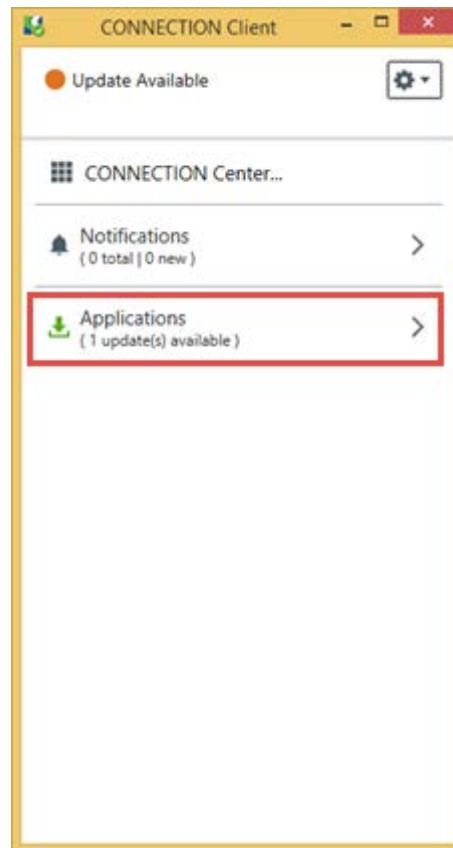 CONNECTION Client
Update Available
CONNECTION Center...
Notifications
( 0 total | 0 new )
Applications
( 1 update(s) available )